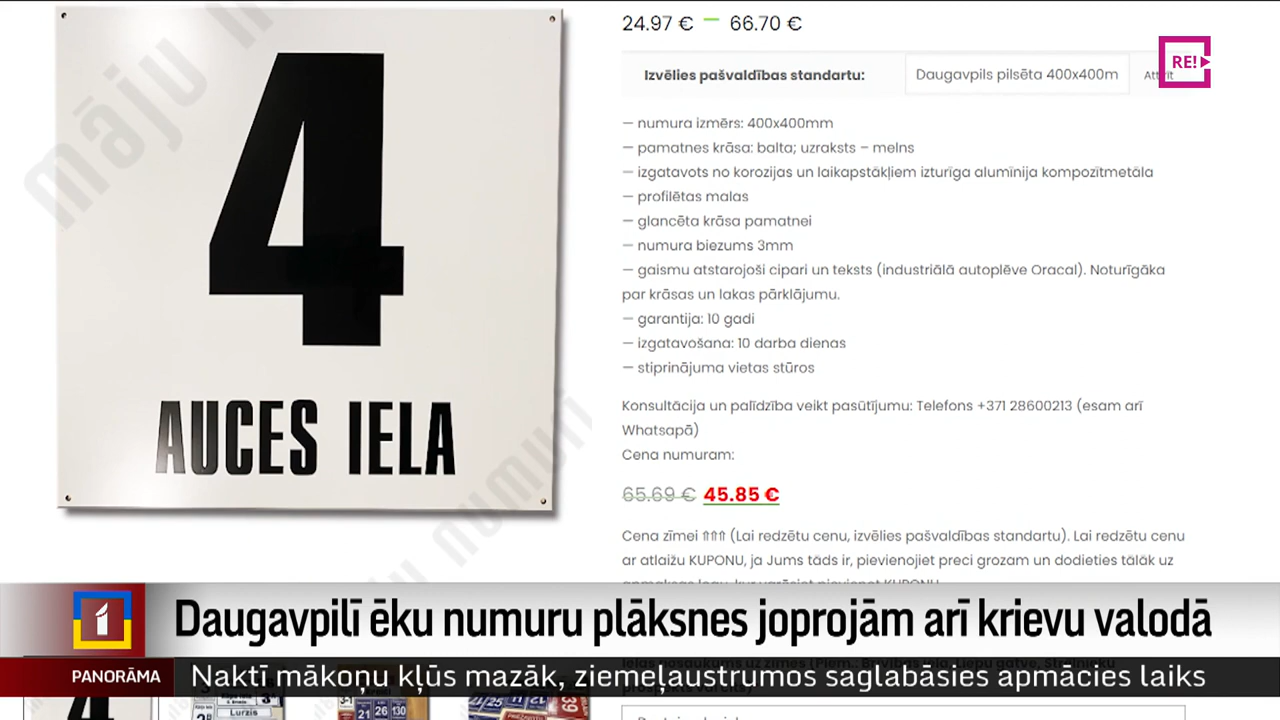 4
AUCES IELA
māju
numuri
24.97 € – 66.70 €
RE!
Izvēlies pašvaldības standartu:
Daugavpils pilsēta 400x400m
— numura izmērs: 400x400mm
— pamatnes krāsa: balta; uzraksts – melns
— izgatavots no korozijas un laikapstākļiem izturīga alumīnija kompozītmetāla
— profilētas malas
— glancēta krāsa pamatnei
— numura biezums 3mm
— gaismu atstarojoši cipari un teksts (industriālā autoplēve Oracal). Noturīgāka
par krāsas un lakas pārklājumu.
— garantija: 10 gadi
— izgatavošana: 10 darba dienas
— stiprinājuma vietas stūros
Konsultācija un palīdzība veikt pasūtījumu: Telefons +371 28600213 (esam arī
Whatsapā)
Cena numuram:
65.69 € 45.85 €
Cena zīmei ⇑⇑⇑ (Lai redzētu cenu, izvēlies pašvaldības standartu). Lai redzētu cenu
ar atlaižu KUPONU, ja Jums tāds ir, pievienojiet preci grozam un dodieties tālāk uz
1
Daugavpilī ēku numuru plāksnes joprojām arī krievu valodā
PANORĀMA
Naktī mākoņu kļūs mazāk, ziemeļaustrumos saglabāsies apmācies laiks